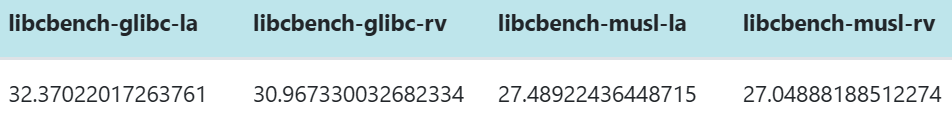 libcbench-glibc-la libcbench-glibc-rv libcbench-musl-la libcbench-musl-rv
32.37022017263761 30.967330032682334 27.48922436448715 27.04888188512274